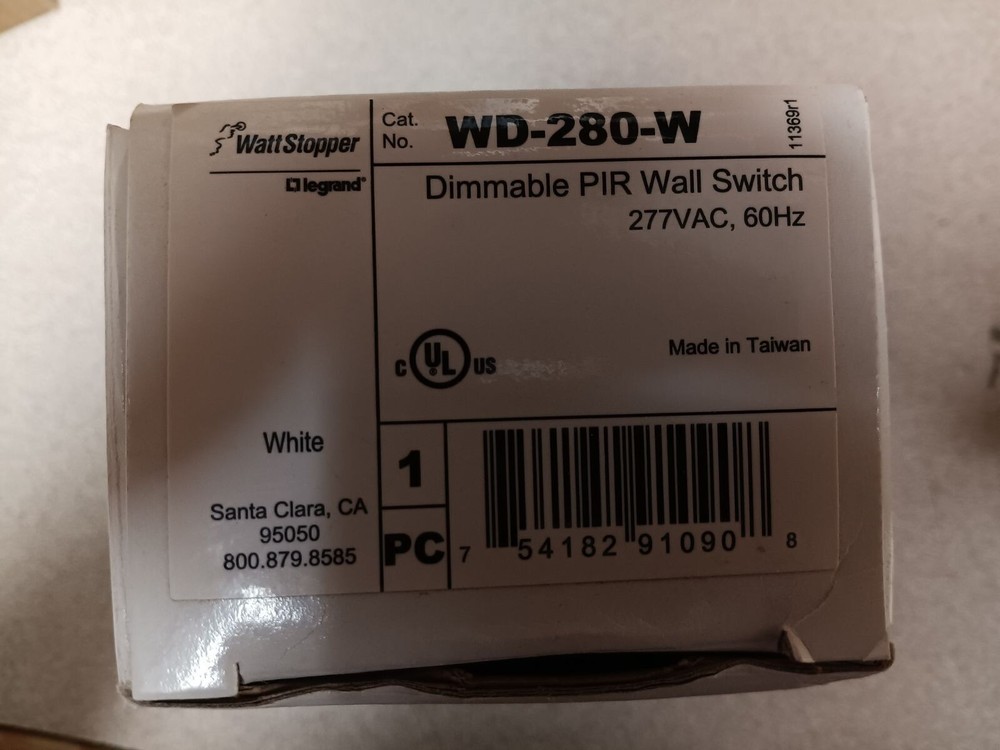 WattStopper
legrand®
Cat.
No.
WD-280-W
11369r1
Dimmable PIR Wall Switch
277VAC, 60Hz
C UL US
Made in Taiwan
White
Santa Clara, CA
95050
800.879.8585
1
PC
7 54182 91090 8